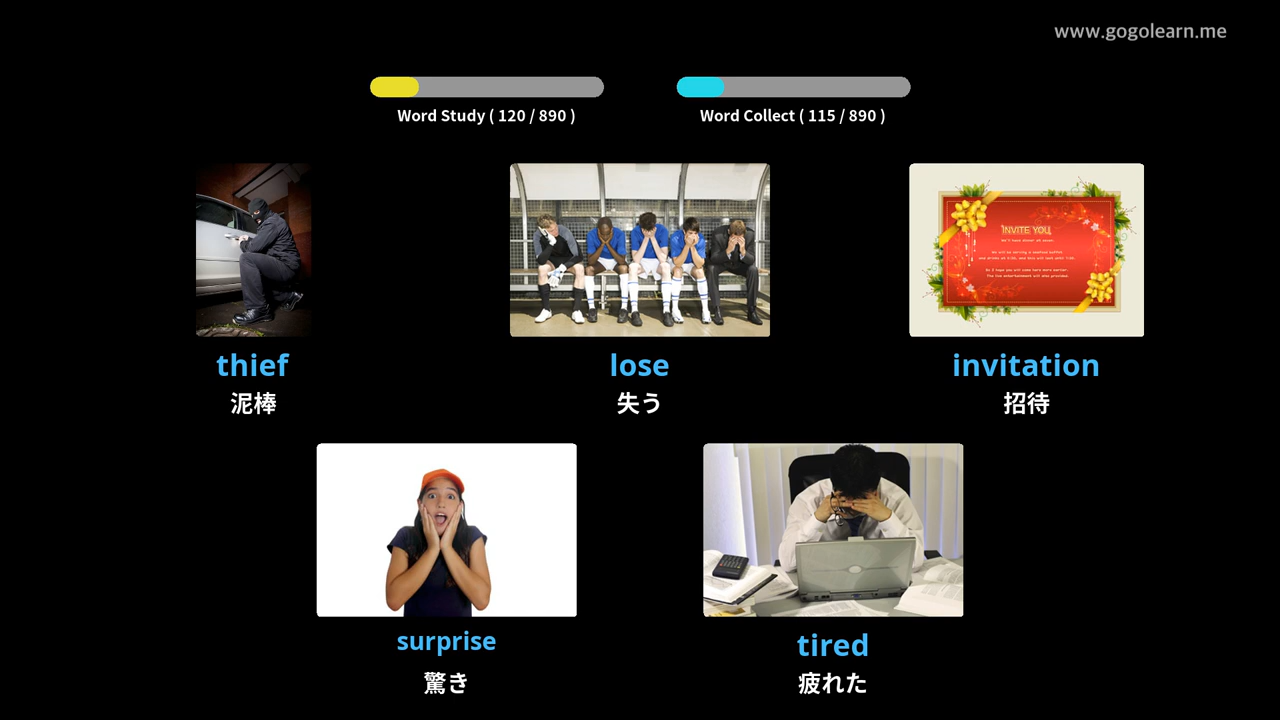 www.gogolearn.me
Word Study ( 120 / 890 )
Word Collect ( 115 / 890 )
INVITE YOU
thief
泥棒
lose
失う
invitation
招待
surprise
驚き
tired
疲れた